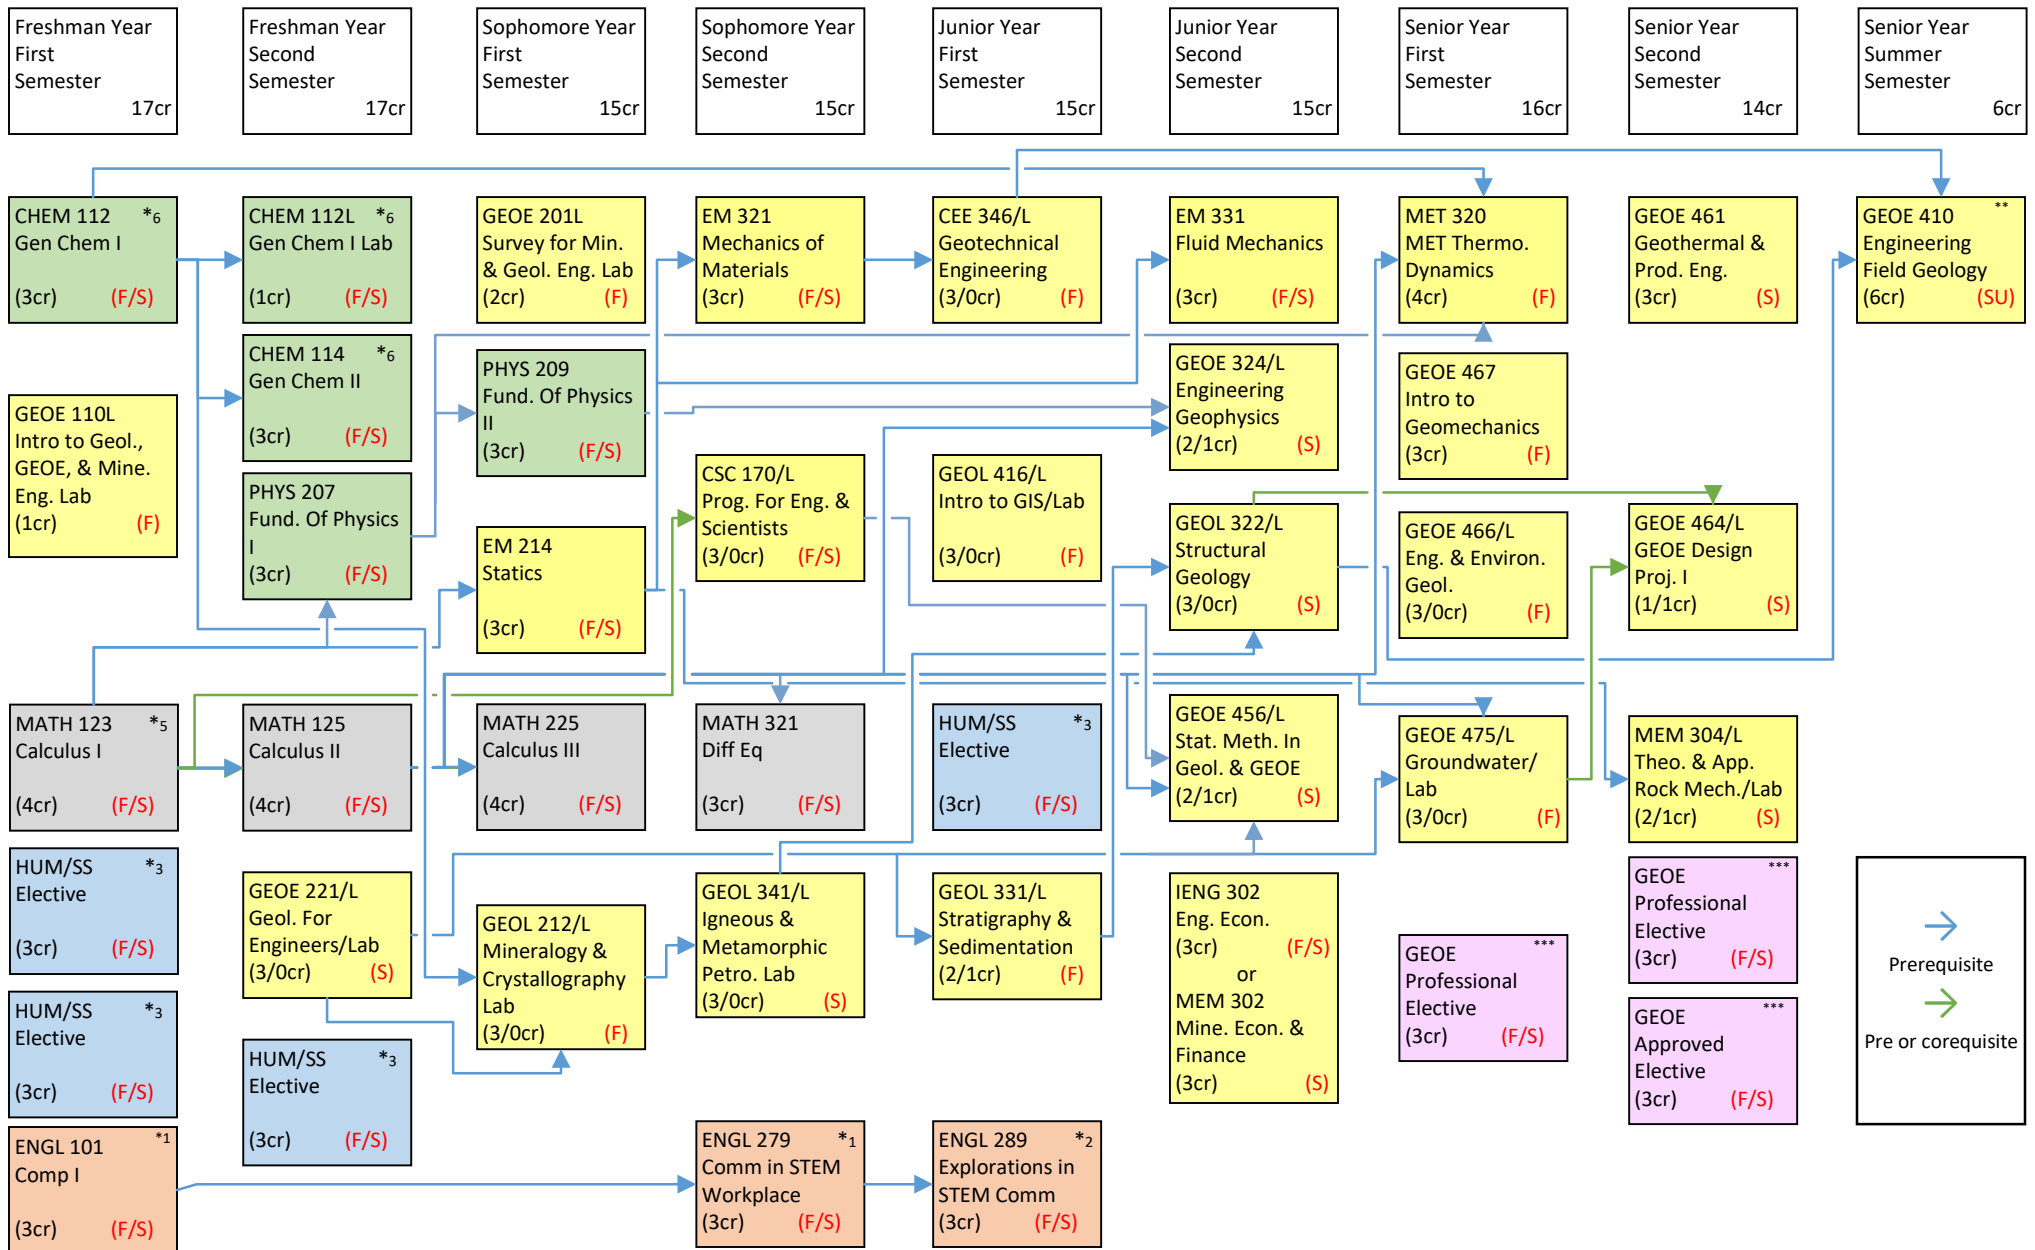 Freshman Year
First
Semester
17cr
Freshman Year
Second
Semester
17cr
Sophomore Year
First
Semester
15cr
Sophomore Year
Second
Semester
15cr
Junior Year
First
Semester
15cr
Junior Year
Second
Semester
15cr
Senior Year
First
Semester
16cr
Senior Year
Second
Semester
14cr
Senior Year
Summer
Semester
6cr
CHEM 112 *6
Gen Chem I
(3cr) (F/S)
GEOE 110L
Intro to Geol.,
GEOE, & Mine.
Eng. Lab
(1cr) (F)
MATH 123 *5
Calculus I
(4cr) (F/S)
HUM/SS *3
Elective
(3cr) (F/S)
HUM/SS *3
Elective
(3cr) (F/S)
ENGL 101 *1
Comp I
(3cr) (F/S)
CHEM 112L *6
Gen Chem I Lab
(1cr) (F/S)
CHEM 114 *6
Gen Chem II
(3cr) (F/S)
PHYS 207
Fund. Of Physics
I
(3cr) (F/S)
MATH 125
Calculus II
(4cr) (F/S)
GEOE 221/L
Geol. For
Engineers/Lab
(3/0cr) (S)
HUM/SS *3
Elective
(3cr) (F/S)
GEOE 201L
Survey for Min.
& Geol. Eng. Lab
(2cr) (F)
PHYS 209
Fund. Of Physics
II
(3cr) (F/S)
EM 214
Statics
(3cr) (F/S)
MATH 225
Calculus III
(4cr) (F/S)
GEOL 212/L
Mineralogy &
Crystallography
Lab
(3/0cr) (F)
EM 321
Mechanics of
Materials
(3cr) (F/S)
CSC 170/L
Prog. For Eng. &
Scientists
(3/0cr) (F/S)
MATH 321
Diff Eq
(3cr) (F/S)
GEOL 341/L
Igneous &
Metamorphic
Petro. Lab
(3/0cr) (S)
ENGL 279 *1
Comm in STEM
Workplace
(3cr) (F/S)
CEE 346/L
Geotechnical
Engineering
(3/0cr) (F)
GEOL 416/L
Intro to GIS/Lab
(3/0cr) (F)
HUM/SS *3
Elective
(3cr) (F/S)
GEOL 331/L
Stratigraphy &
Sedimentation
(2/1cr) (F)
ENGL 289 *2
Explorations in
STEM Comm
(3cr) (F/S)
EM 331
Fluid Mechanics
(3cr) (F/S)
GEOE 324/L
Engineering
Geophysics
(2/1cr) (S)
GEOL 322/L
Structural
Geology
(3/0cr) (S)
GEOE 456/L
Stat. Meth. In
Geol. & GEOE
(2/1cr) (S)
IENG 302
Eng. Econ.
(3cr) (F/S)
or
MEM 302
Mine. Econ. &
Finance
(3cr) (S)
MET 320
MET Thermo.
Dynamics
(4cr) (F)
GEOE 467
Intro to
Geomechanics
(3cr) (F)
GEOE 466/L
Eng. & Environ.
Geol.
(3/0cr) (F)
GEOE 475/L
Groundwater/
Lab
(3/0cr) (F)
GEOE ***
Professional
Elective
(3cr) (F/S)
GEOE 461
Geothermal &
Prod. Eng.
(3cr) (S)
GEOE 464/L
GEOE Design
Proj. I
(1/1cr) (S)
MEM 304/L
Theo. & App.
Rock Mech./Lab
(2/1cr) (S)
GEOE ***
Professional
Elective
(3cr) (F/S)
GEOE ***
Approved
Elective
(3cr) (F/S)
GEOE 410 **
Engineering
Field Geology
(6cr) (SU)
Prerequisite
Pre or corequisite